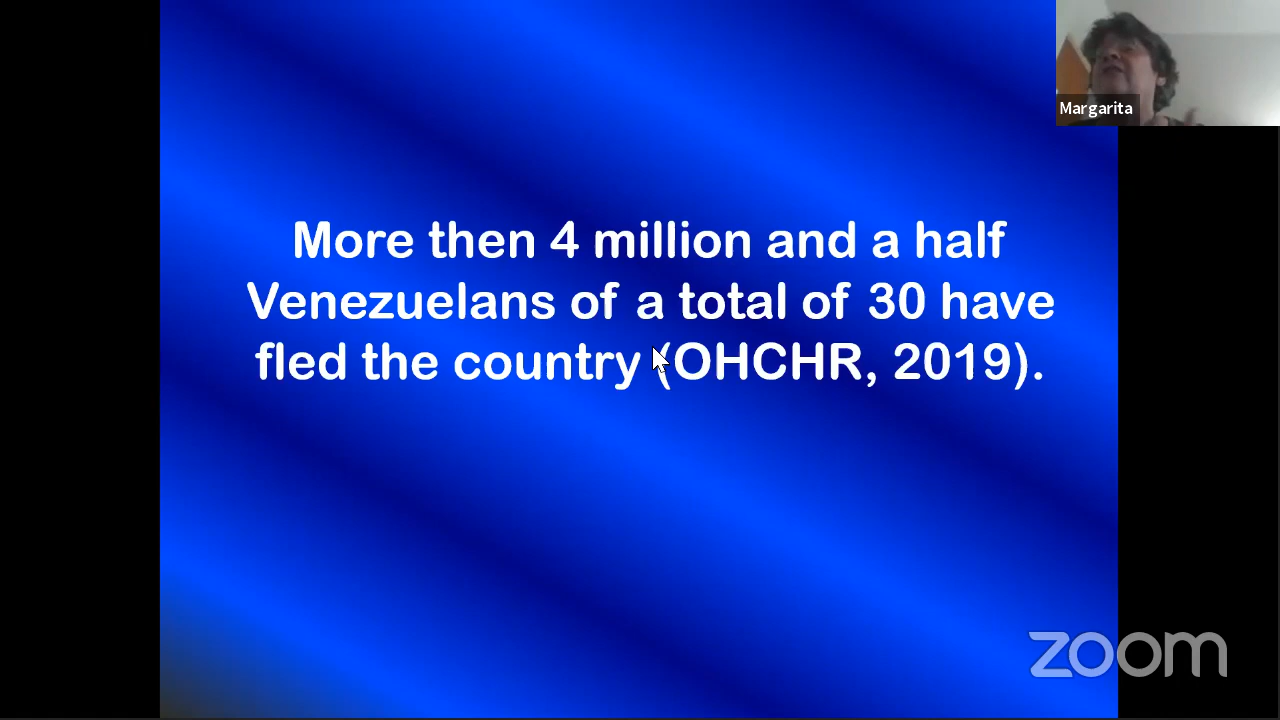 Margarita
More then 4 million and a half
Venezuelans of a total of 30 have
fled the country (OHCHR, 2019).
zoom